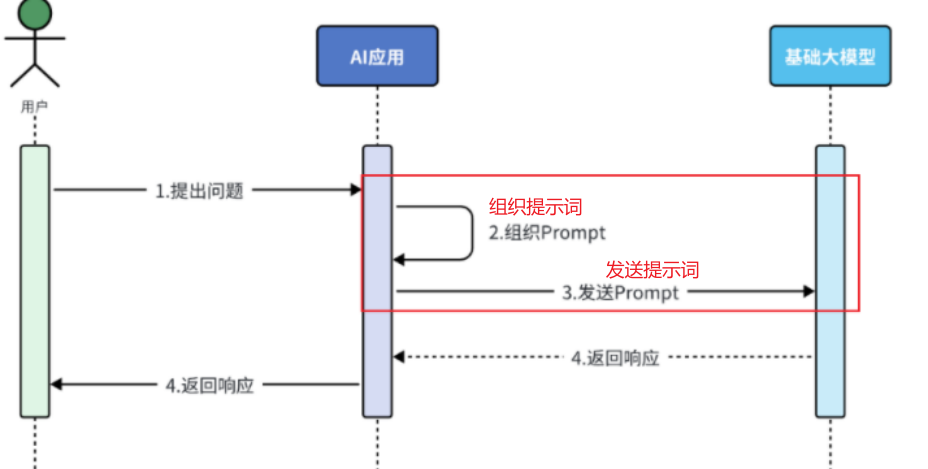 AI应用
基础大模型
用户
1.提出问题
组织提示词
2.组织Prompt
发送提示词
3.发送Prompt
4.返回响应
4.返回响应